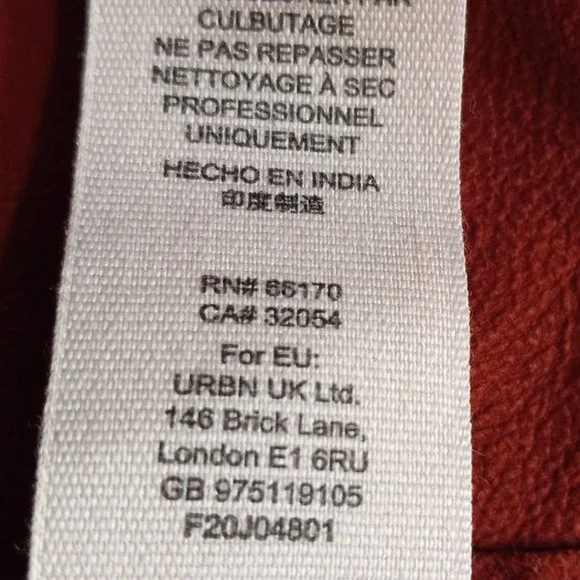 CULBUTAGE
NE PAS REPASSER
NETTOYAGE À SEC
PROFESSIONNEL
UNIQUEMENT
HECHO EN INDIA
印度制造
RN# 66170
CA# 32054
For EU:
URBN UK Ltd.
146 Brick Lane,
London E1 6RU
GB 975119105
F20J04801